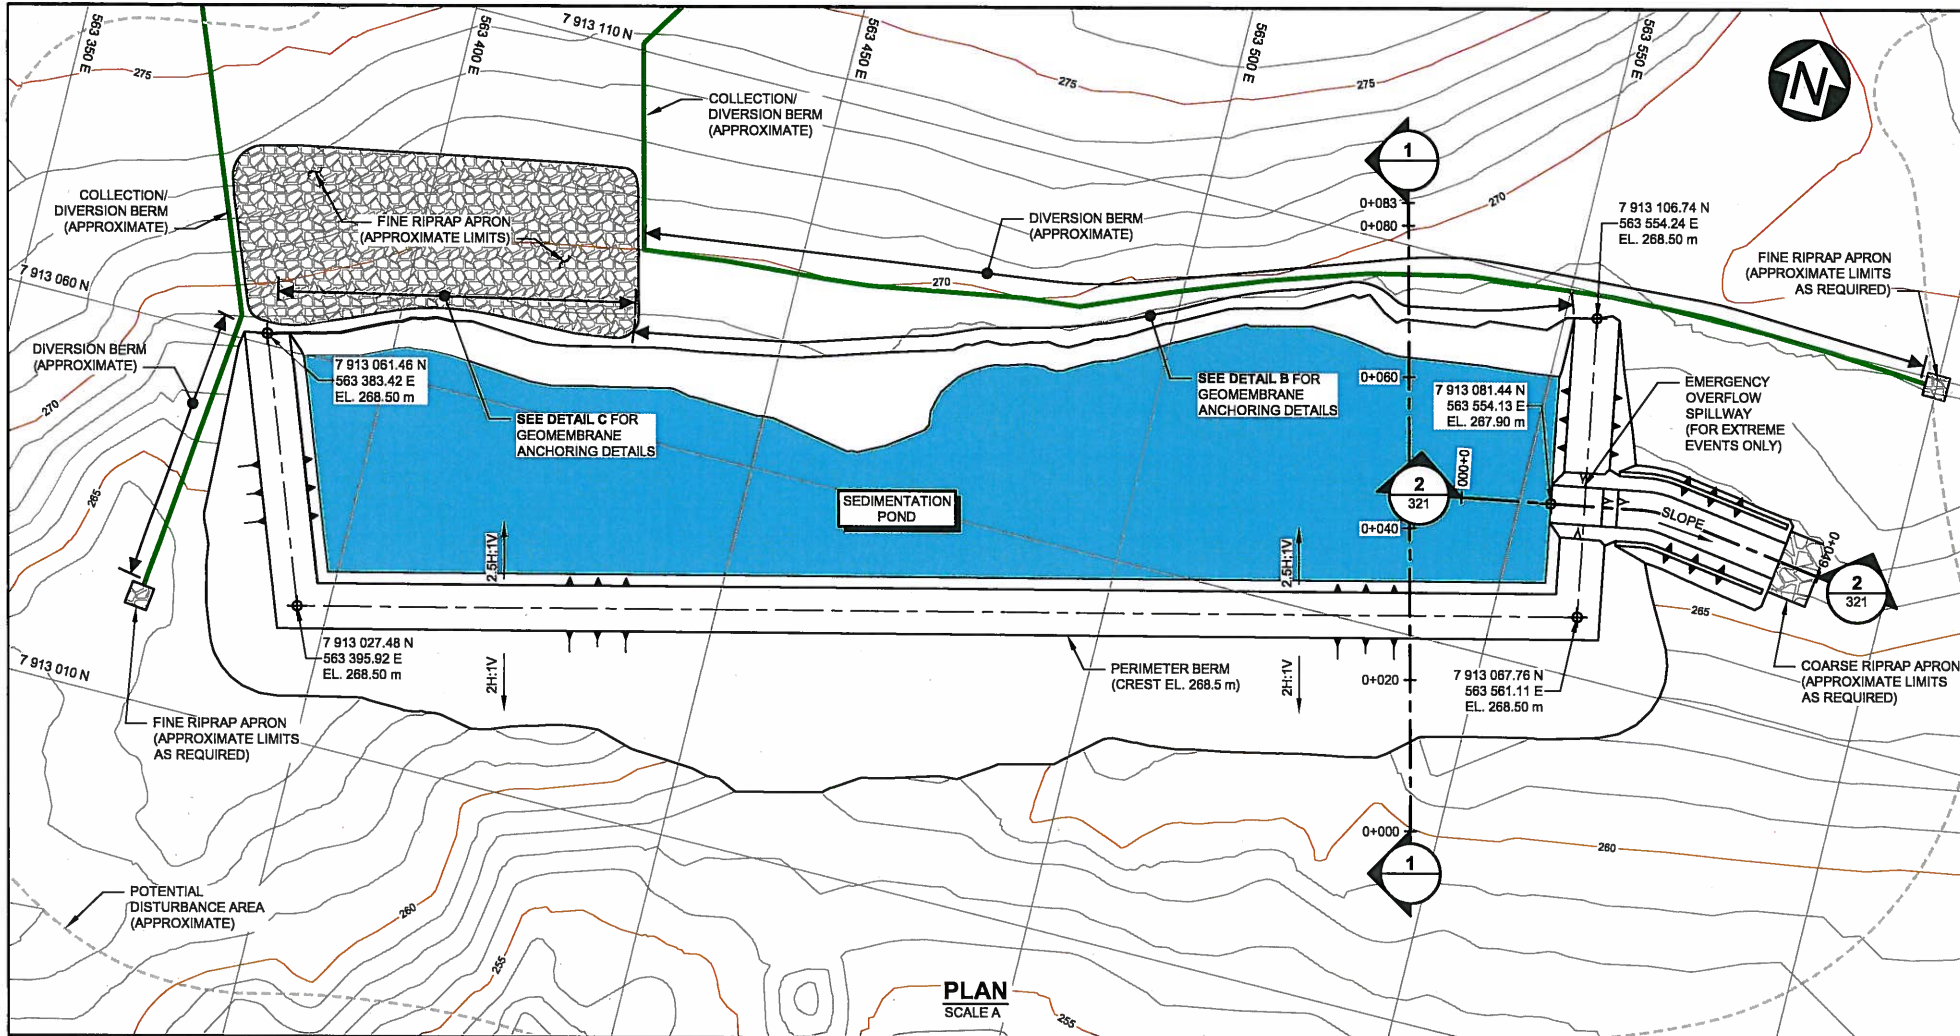 563 350 E
563 400 E
7 913 110 N
563 450 E
563 500 E
563 550 E
N
275
275
275
COLLECTION/
DIVERSION BERM
(APPROXIMATE)
1
COLLECTION/
DIVERSION BERM
(APPROXIMATE)
FINE RIPRAP APRON
(APPROXIMATE LIMITS)
DIVERSION BERM
(APPROXIMATE)
0+083
0+080
270
7 913 106.74 N
563 554.24 E
EL. 268.50 m
FINE RIPRAP APRON
(APPROXIMATE LIMITS
AS REQUIRED)
7 913 060 N
270
DIVERSION BERM
(APPROXIMATE)
270
7 913 061.46 N
563 383.42 E
EL. 268.50 m
SEE DETAIL C FOR
GEOMEMBRANE
ANCHORING DETAILS
SEE DETAIL B FOR
GEOMEMBRANE
ANCHORING DETAILS
0+060
7 913 081.44 N
563 554.13 E
EL. 267.90 m
EMERGENCY
OVERFLOW
SPILLWAY
(FOR EXTREME
EVENTS ONLY)
265
SEDIMENTATION
POND
2
321
0+000
0+040
SLOPE
0+049
2
321
2.5H:1V
2.5H:1V
265
7 913 027.48 N
563 395.92 E
EL. 268.50 m
7 913 010 N
2H:1V
2H:1V
PERIMETER BERM
(CREST EL. 268.5 m)
0+020
7 913 067.76 N
563 561.11 E
EL. 268.50 m
COARSE RIPRAP APRON
(APPROXIMATE LIMITS
AS REQUIRED)
FINE RIPRAP APRON
(APPROXIMATE LIMITS
AS REQUIRED)
0+000
260
1
POTENTIAL
DISTURBANCE AREA
(APPROXIMATE)
260
255
PLAN
SCALE A
255